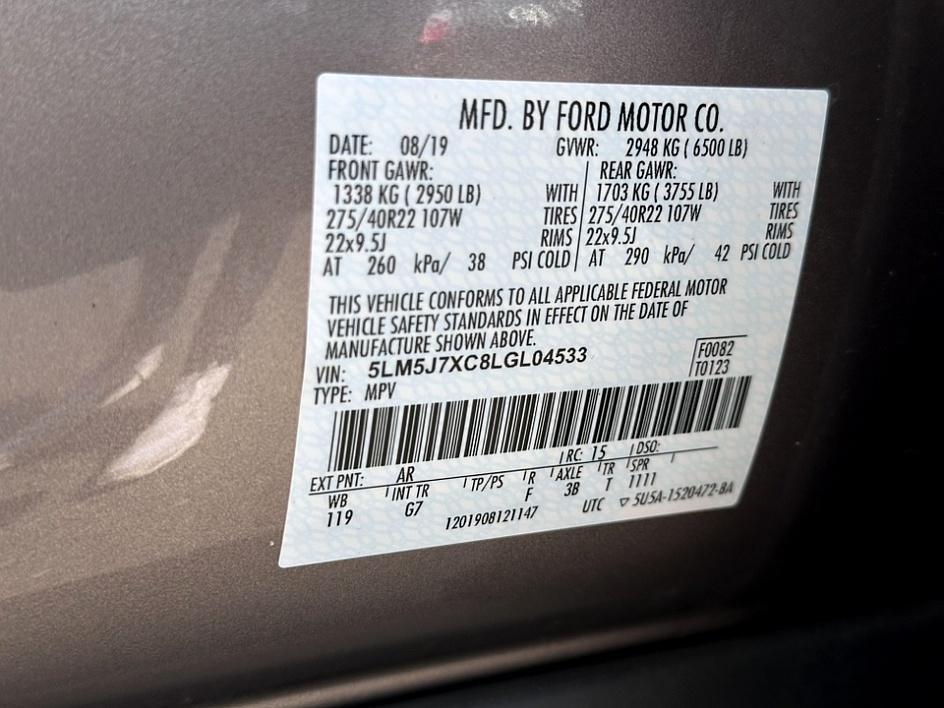 MFD. BY FORD MOTOR CO.
DATE: 08/19 GVWR: 2948 KG ( 6500 LB)
FRONT GAWR: REAR GAWR:
1338 KG ( 2950 LB) WITH 1703 KG ( 3755 LB) WITH
275/40R22 107W TIRES 275/40R22 107W TIRES
22x9.5J RIMS 22x9.5J RIMS
AT 260 kPa/ 38 PSI COLD AT 290 kPa/ 42 PSI COLD
THIS VEHICLE CONFORMS TO ALL APPLICABLE FEDERAL MOTOR
VEHICLE SAFETY STANDARDS IN EFFECT ON THE DATE OF
MANUFACTURE SHOWN ABOVE.
VIN: 5LM5J7XC8LGL04533 F0082
TYPE: MPV T0123
EXT PNT: AR RC: 15 DSO:
WB INT TR TP/PS R AXLE TR SPR
119 G7 F 3B T 1111
1201908121147 UTC ▽ 5U5A-1520472-BA